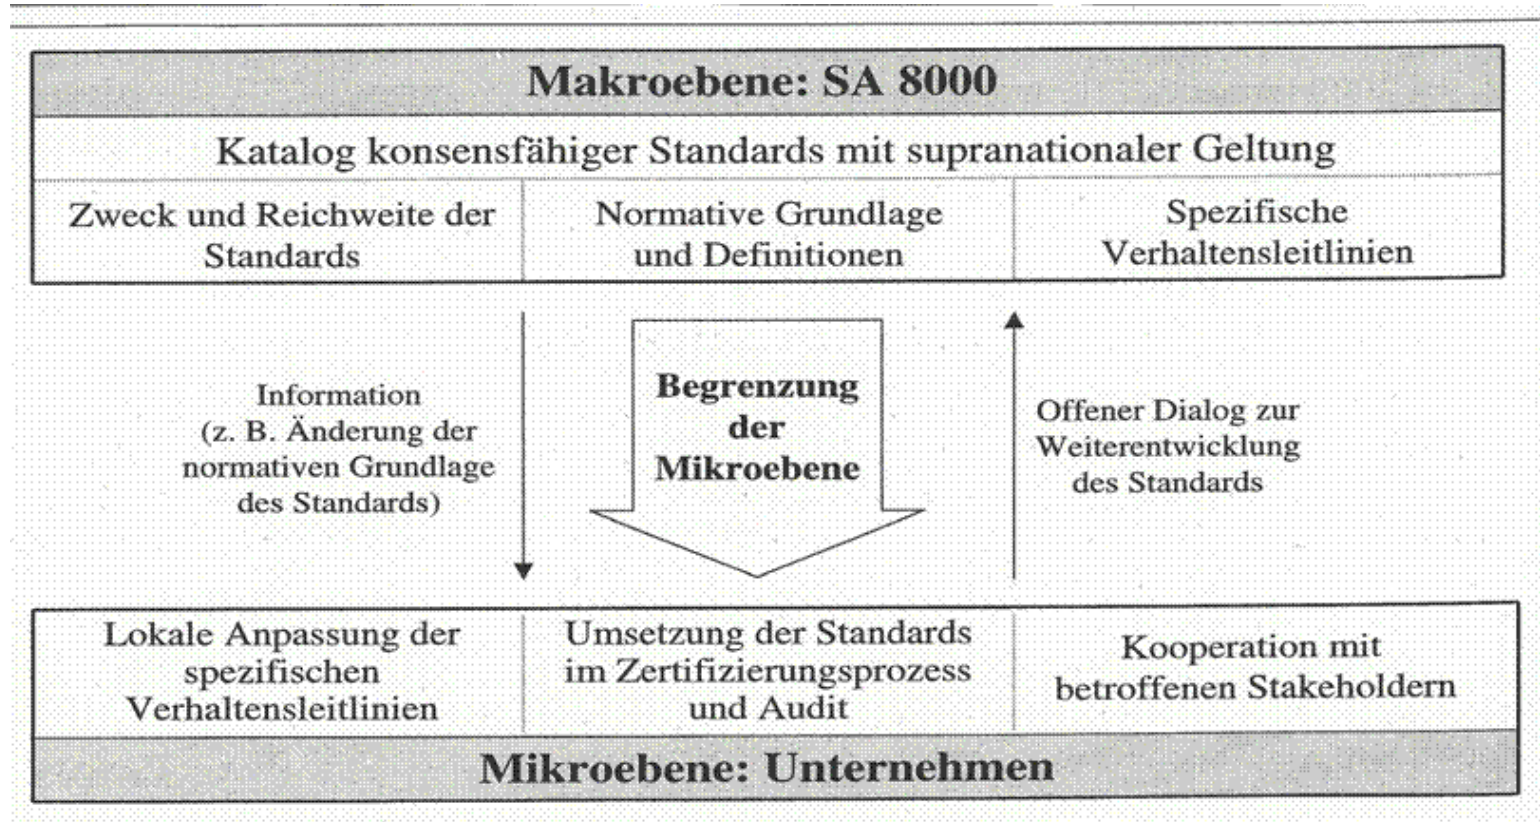 Makroebene: SA 8000
Katalog konsensfähiger Standards mit supranationaler Geltung
Zweck und Reichweite der
Standards
Normative Grundlage
und Definitionen
Spezifische
Verhaltensleitlinien
Information
(z. B. Änderung der
normativen Grundlage
des Standards)
Begrenzung
der
Mikroebene
Offener Dialog zur
Weiterentwicklung
des Standards
Lokale Anpassung der
spezifischen
Verhaltensleitlinien
Umsetzung der Standards
im Zertifizierungsprozess
und Audit
Kooperation mit
betroffenen Stakeholdern
Mikroebene: Unternehmen